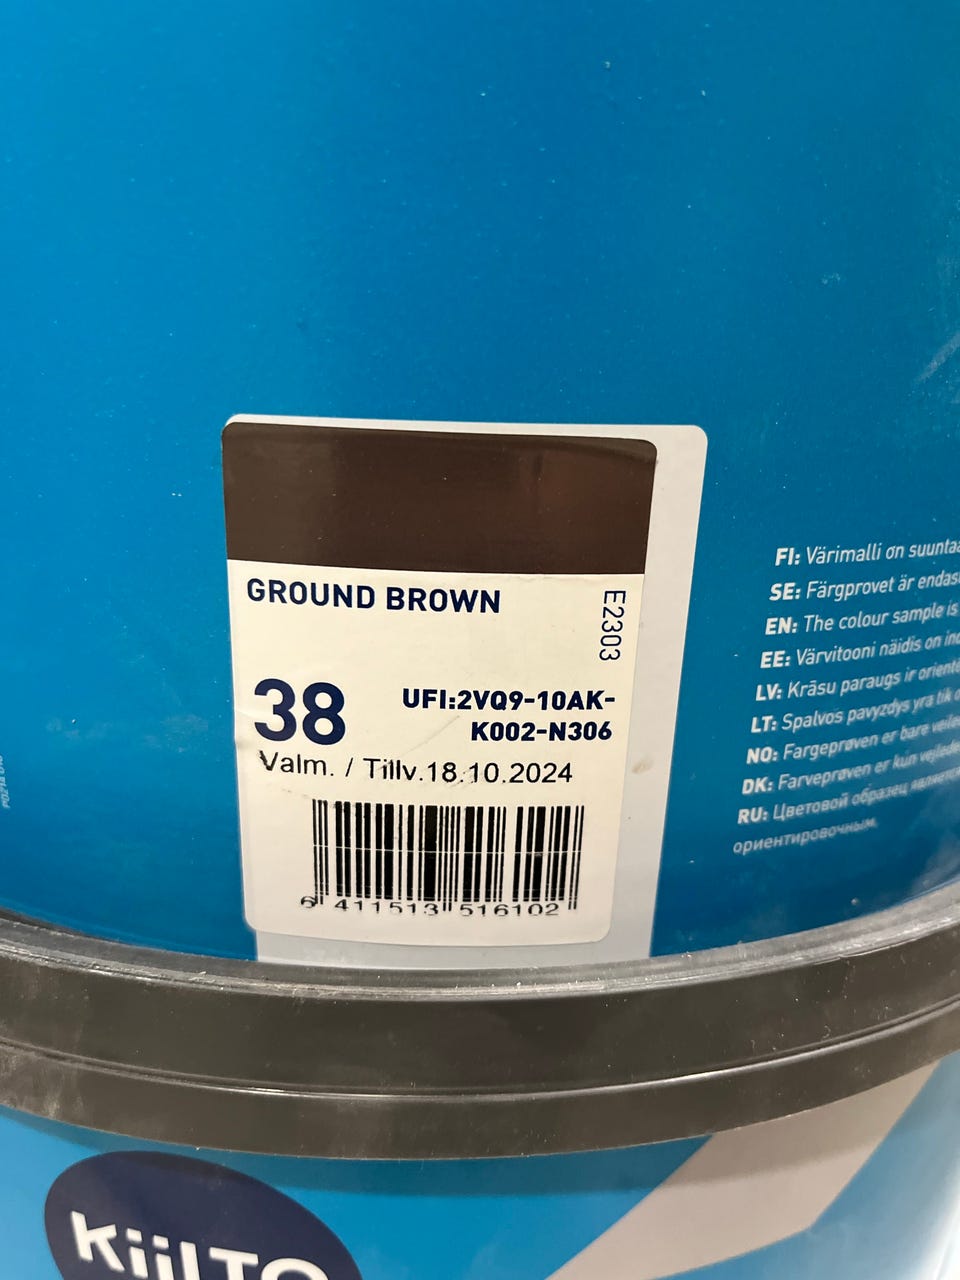 GROUND BROWN
E2303
38
UFI:2VQ9-10AK-
K002-N306
Valm. / Tillv.18.10.2024
6 411513 516102
FI: Värimalli on
SE: Färgprovet är
EN: The colour sample is
EE: Värvitooni näidis on
LV: Krāsu paraugs ir
LT: Spalvos pavyzdys yra tik
NO: Fargeprøven er bare
DK: Farveprøven er kun
RU: Цветовой образец
ориентировочным.
KiiLTO